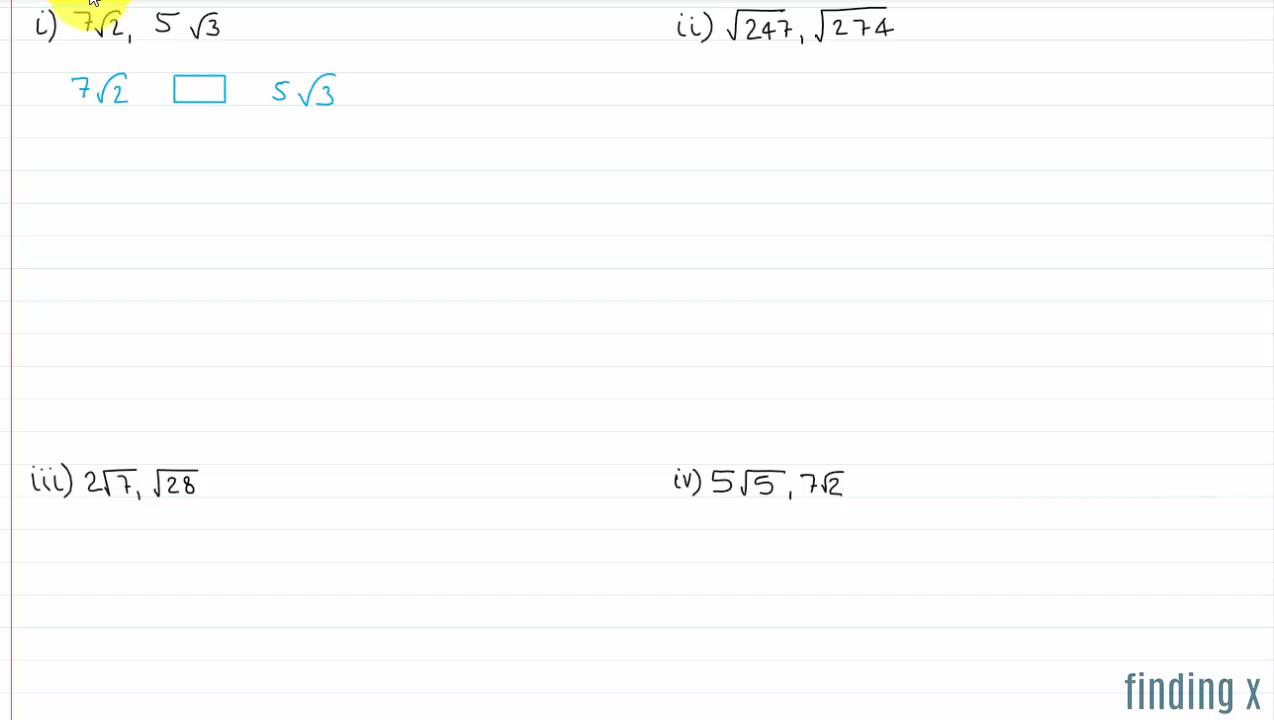 i) 7√2, 5 √3
ii) √247, √274
7√2 □ 5 √3
iii) 2√7, √28
iv) 5√5, 7√2
finding x